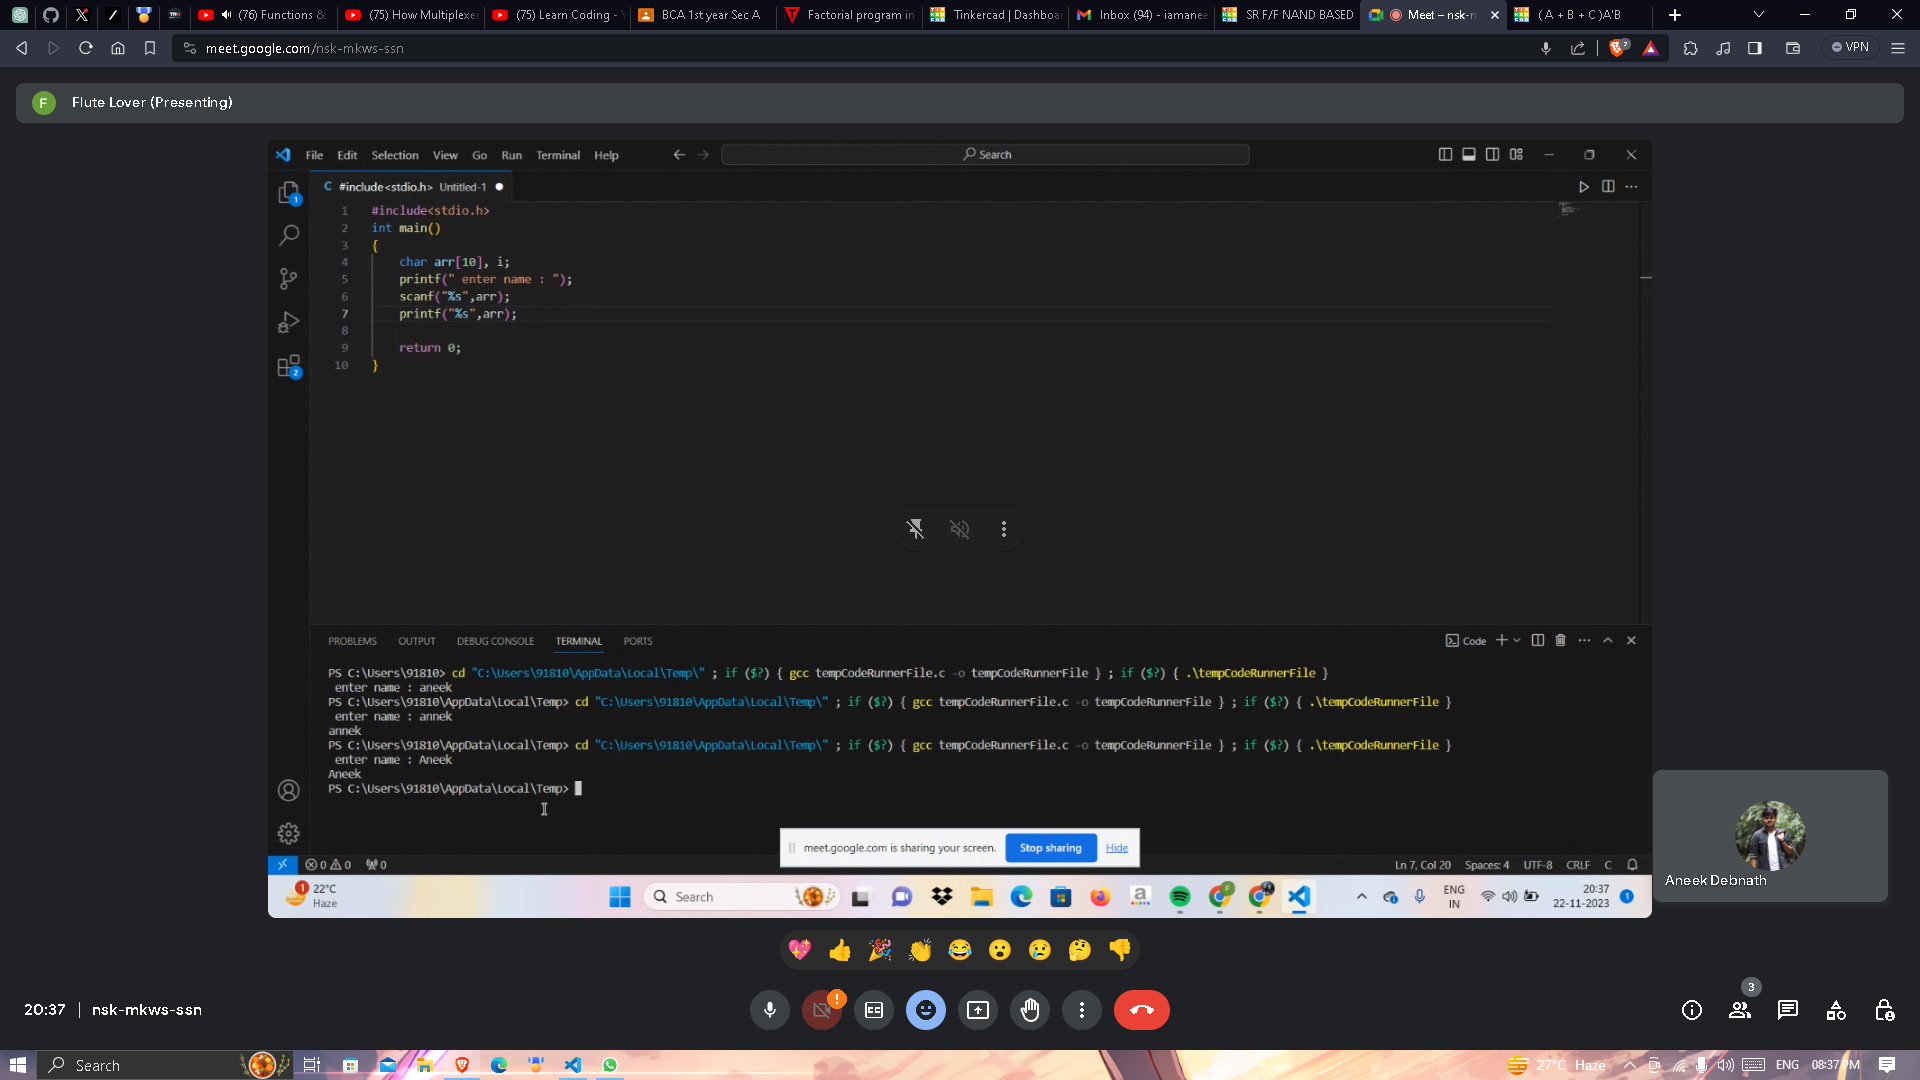 (76) Functions &
(75) How Multiplexer
(75) Learn Coding - Y
BCA 1st year Sec A
Factorial program in
Tinkercad | Dashboar
Inbox (94) - iamanee
SR F/F NAND BASED
Meet – nsk-m
( A + B + C )A'B
meet.google.com/nsk-mkws-ssn
VPN
F
Flute Lover (Presenting)
File Edit Selection View Go Run Terminal Help
Search
C #include<stdio.h> Untitled-1
1 #include<stdio.h>
2 int main()
3 {
4 char arr[10], i;
5 printf(" enter name : ");
6 scanf("%s",arr);
7 printf("%s",arr);
8
9 return 0;
10 }
PROBLEMS OUTPUT DEBUG CONSOLE TERMINAL PORTS
Code
PS C:\Users\91810> cd "C:\Users\91810\AppData\Local\Temp\" ; if ($?) { gcc tempCodeRunnerFile.c -o tempCodeRunnerFile } ; if ($?) { .\tempCodeRunnerFile }
enter name : aneek
PS C:\Users\91810\AppData\Local\Temp> cd "C:\Users\91810\AppData\Local\Temp\" ; if ($?) { gcc tempCodeRunnerFile.c -o tempCodeRunnerFile } ; if ($?) { .\tempCodeRunnerFile }
enter name : annek
annek
PS C:\Users\91810\AppData\Local\Temp> cd "C:\Users\91810\AppData\Local\Temp\" ; if ($?) { gcc tempCodeRunnerFile.c -o tempCodeRunnerFile } ; if ($?) { .\tempCodeRunnerFile }
enter name : Aneek
Aneek
PS C:\Users\91810\AppData\Local\Temp>
meet.google.com is sharing your screen. Stop sharing Hide
0 0 0
Ln 7, Col 20 Spaces: 4 UTF-8 CRLF C
1 22°C
Haze
Search
ENG
IN
20:37
22-11-2023
1
Aneek Debnath
20:37 | nsk-mkws-ssn
3
Search
27°C Haze
ENG 08:37 PM